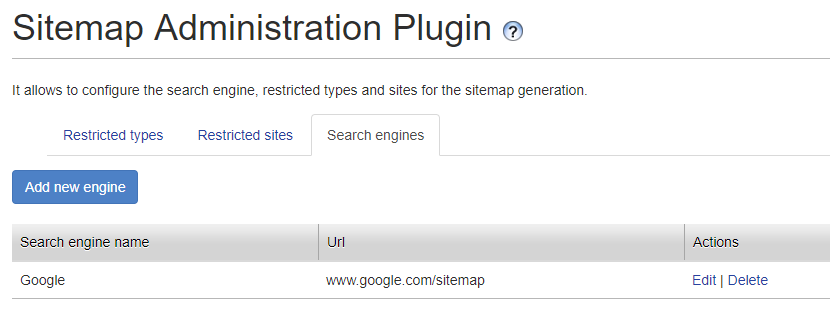 Sitemap Administration Plugin ?
It allows to configure the search engine, restricted types and sites for the sitemap generation.
Restricted types Restricted sites Search engines
Add new engine
Search engine name Url Actions
Google www.google.com/sitemap Edit | Delete